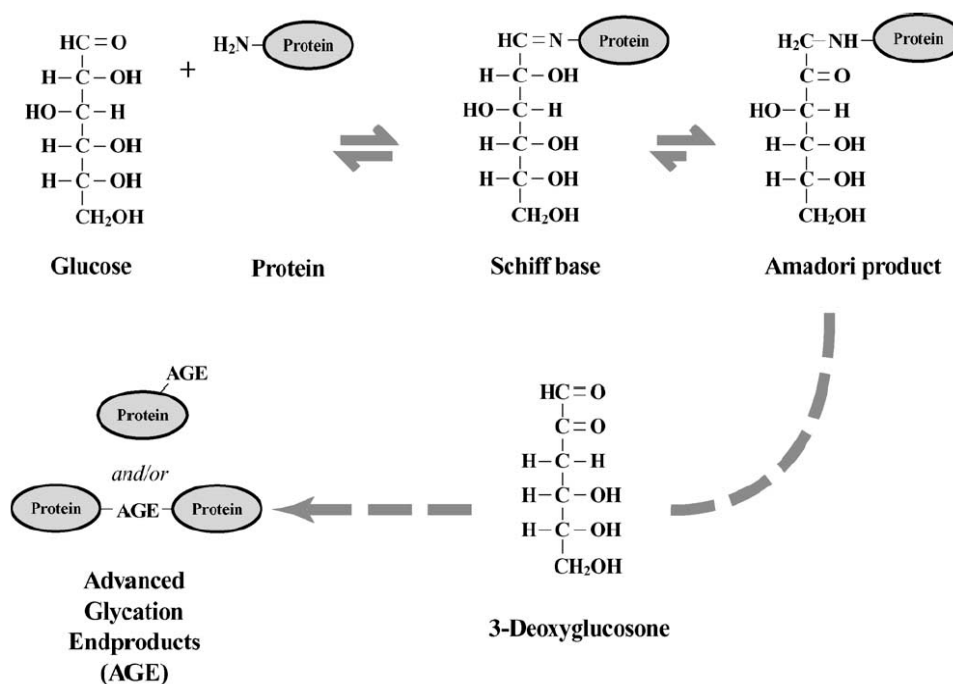 HC=O
H–C–OH
HO–C–H
H–C–OH
H–C–OH
CH₂OH
Glucose
+
H₂N– Protein
Protein
HC=N– Protein
H–C–OH
HO–C–H
H–C–OH
H–C–OH
CH₂OH
Schiff base
H₂C–NH– Protein
C=O
HO–C–H
H–C–OH
H–C–OH
CH₂OH
Amadori product
HC=O
C=O
H–C–H
H–C–OH
H–C–OH
CH₂OH
3-Deoxyglucosone
AGE
Protein
and/or
Protein –AGE– Protein
Advanced
Glycation
Endproducts
(AGE)